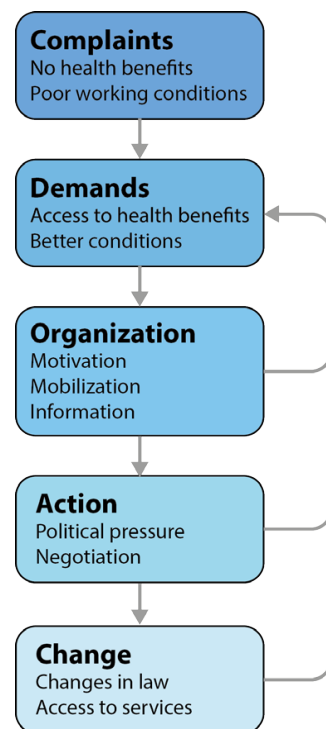 Complaints
No health benefits
Poor working conditions
Demands
Access to health benefits
Better conditions
Organization
Motivation
Mobilization
Information
Action
Political pressure
Negotiation
Change
Changes in law
Access to services